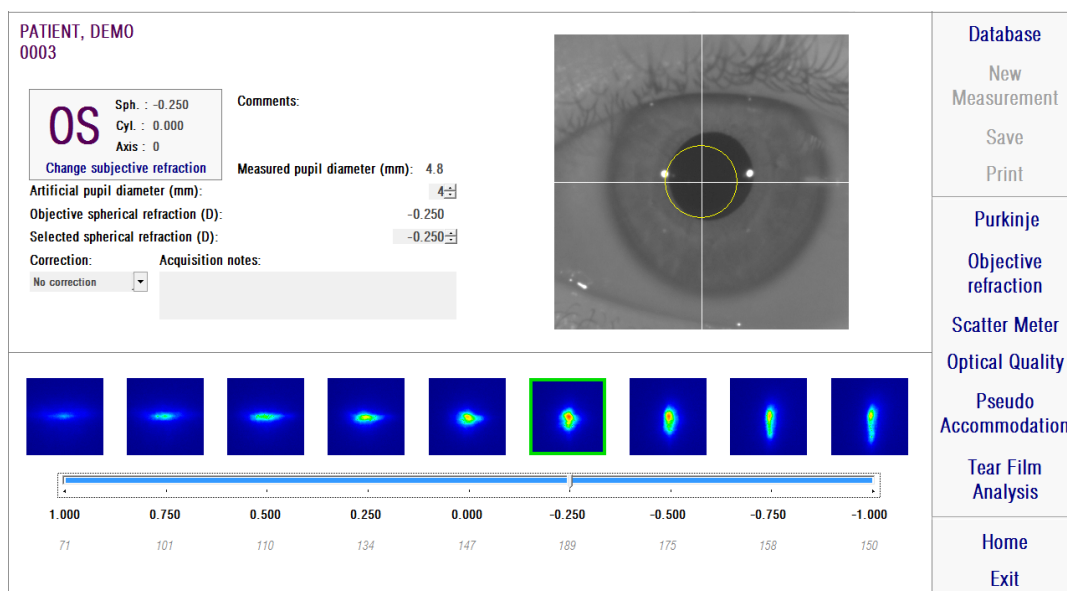 PATIENT, DEMO
0003
OS
Sph. : -0.250
Cyl. : 0.000
Axis : 0
Change subjective refraction
Comments:
Measured pupil diameter (mm): 4.8
Artificial pupil diameter (mm): 4
Objective spherical refraction (D): -0.250
Selected spherical refraction (D): -0.250
Correction: Acquisition notes:
No correction
1.000 0.750 0.500 0.250 0.000 -0.250 -0.500 -0.750 -1.000
71 101 110 134 147 189 175 158 150
Database
New
Measurement
Save
Print
Purkinje
Objective
refraction
Scatter Meter
Optical Quality
Pseudo
Accommodation
Tear Film
Analysis
Home
Exit